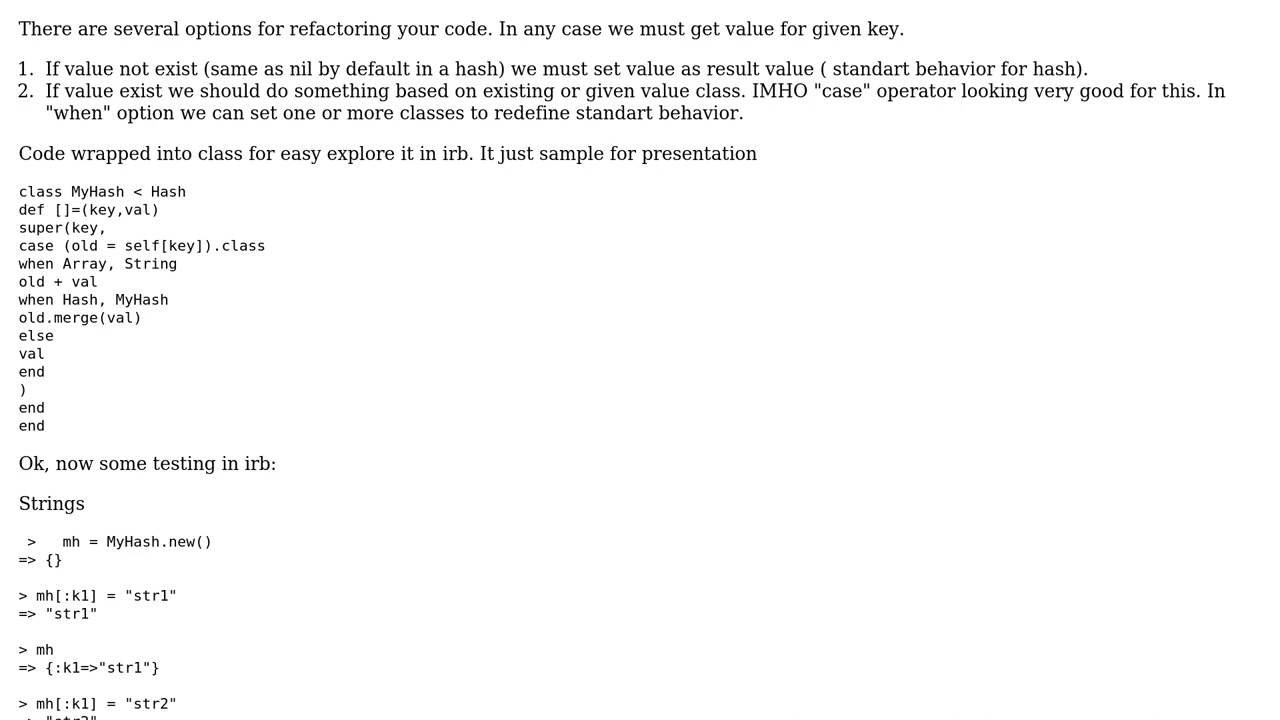 There are several options for refactoring your code. In any case we must get value for given key.
1. If value not exist (same as nil by default in a hash) we must set value as result value ( standart behavior for hash).
2. If value exist we should do something based on existing or given value class. IMHO "case" operator looking very good for this. In
"when" option we can set one or more classes to redefine standart behavior.
Code wrapped into class for easy explore it in irb. It just sample for presentation
class MyHash < Hash
def []=(key,val)
super(key,
case (old = self[key]).class
when Array, String
old + val
when Hash, MyHash
old.merge(val)
else
val
end
)
end
end
Ok, now some testing in irb:
Strings
>   mh = MyHash.new()
=> {}
> mh[:k1] = "str1"
=> "str1"
> mh
=> {:k1=>"str1"}
> mh[:k1] = "str2"